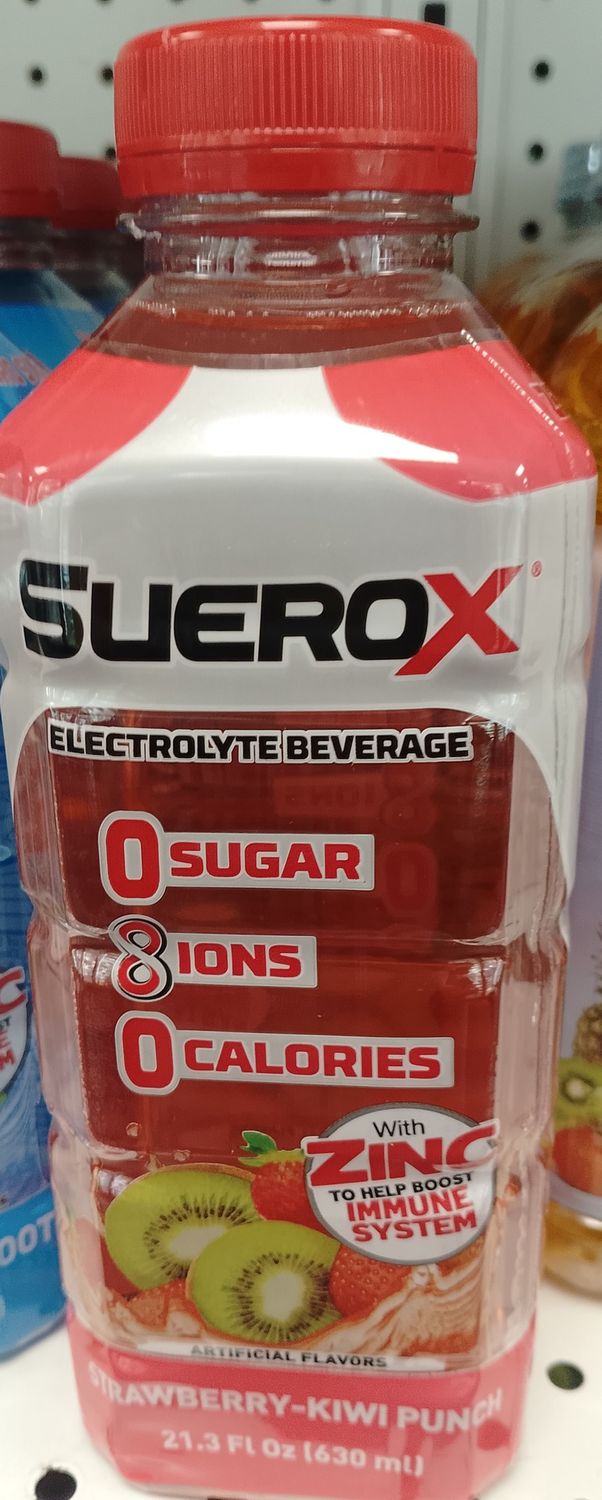 SUEROX®
ELECTROLYTE BEVERAGE
0 SUGAR
8 IONS
0 CALORIES
With
ZINC
TO HELP BOOST
IMMUNE
SYSTEM
ARTIFICIAL FLAVORS
STRAWBERRY-KIWI PUNCH
21.3 Fl Oz (630 ml)